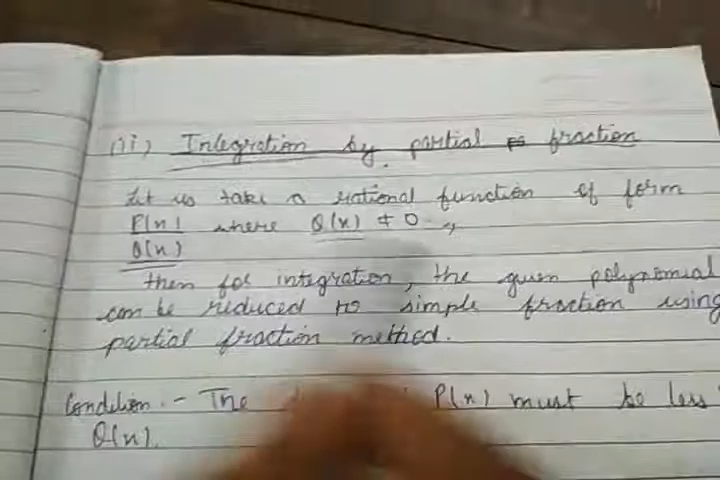 (ii) Integration by partial fraction
Let us take a rational function of form
P(x) where Q(x) ≠ 0 ,
Q(x)
then for integration, the given polynomial
can be reduced to simple fraction using
partial fraction method.
Condition :- The P(x) must be less
Q(x).